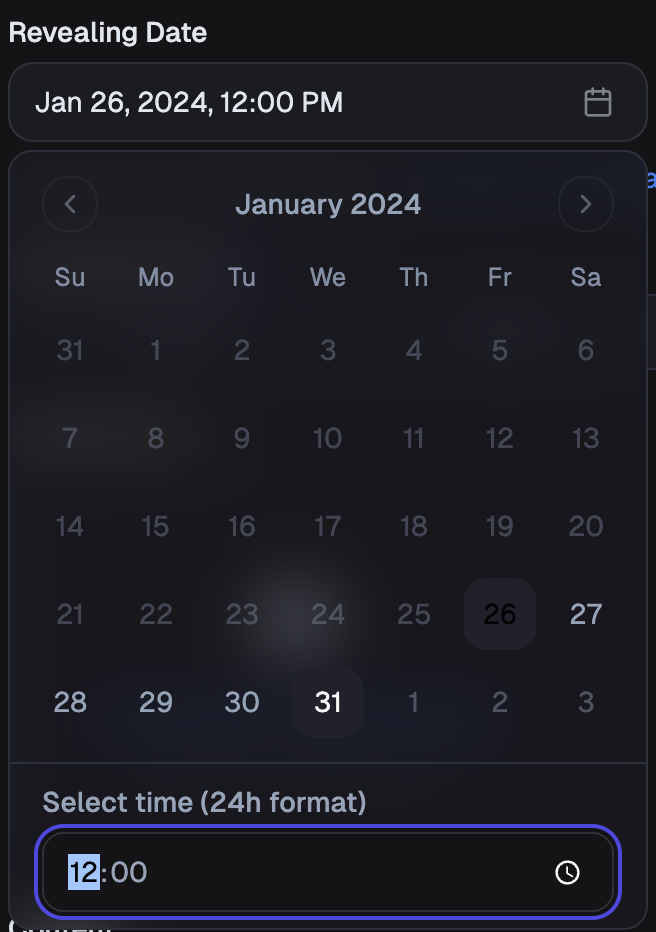 Revealing Date
Jan 26, 2024, 12:00 PM
January 2024
Su Mo Tu We Th Fr Sa
31 1 2 3 4 5 6
7 8 9 10 11 12 13
14 15 16 17 18 19 20
21 22 23 24 25 26 27
28 29 30 31 1 2 3
Select time (24h format)
12:00